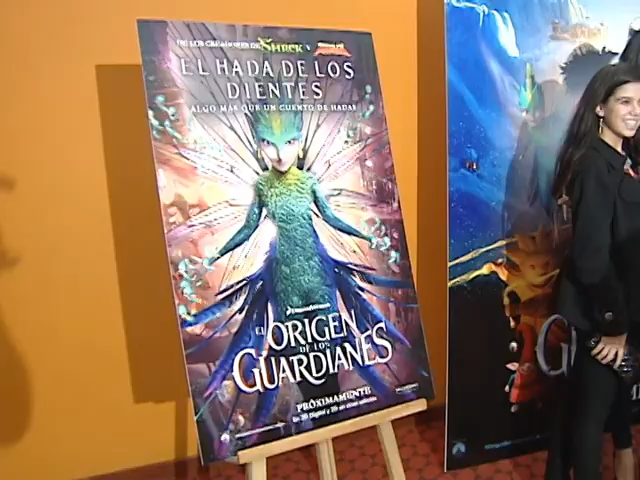 DE LOS CREADORES DE SHREK Y
EL HADA DE LOS
DIENTES
ALGO MÁS QUE UN CUENTO DE HADAS
DREAMWORKS
EL ORIGEN
DE LOS
GUARDIANES
PRÓXIMAMENTE
G